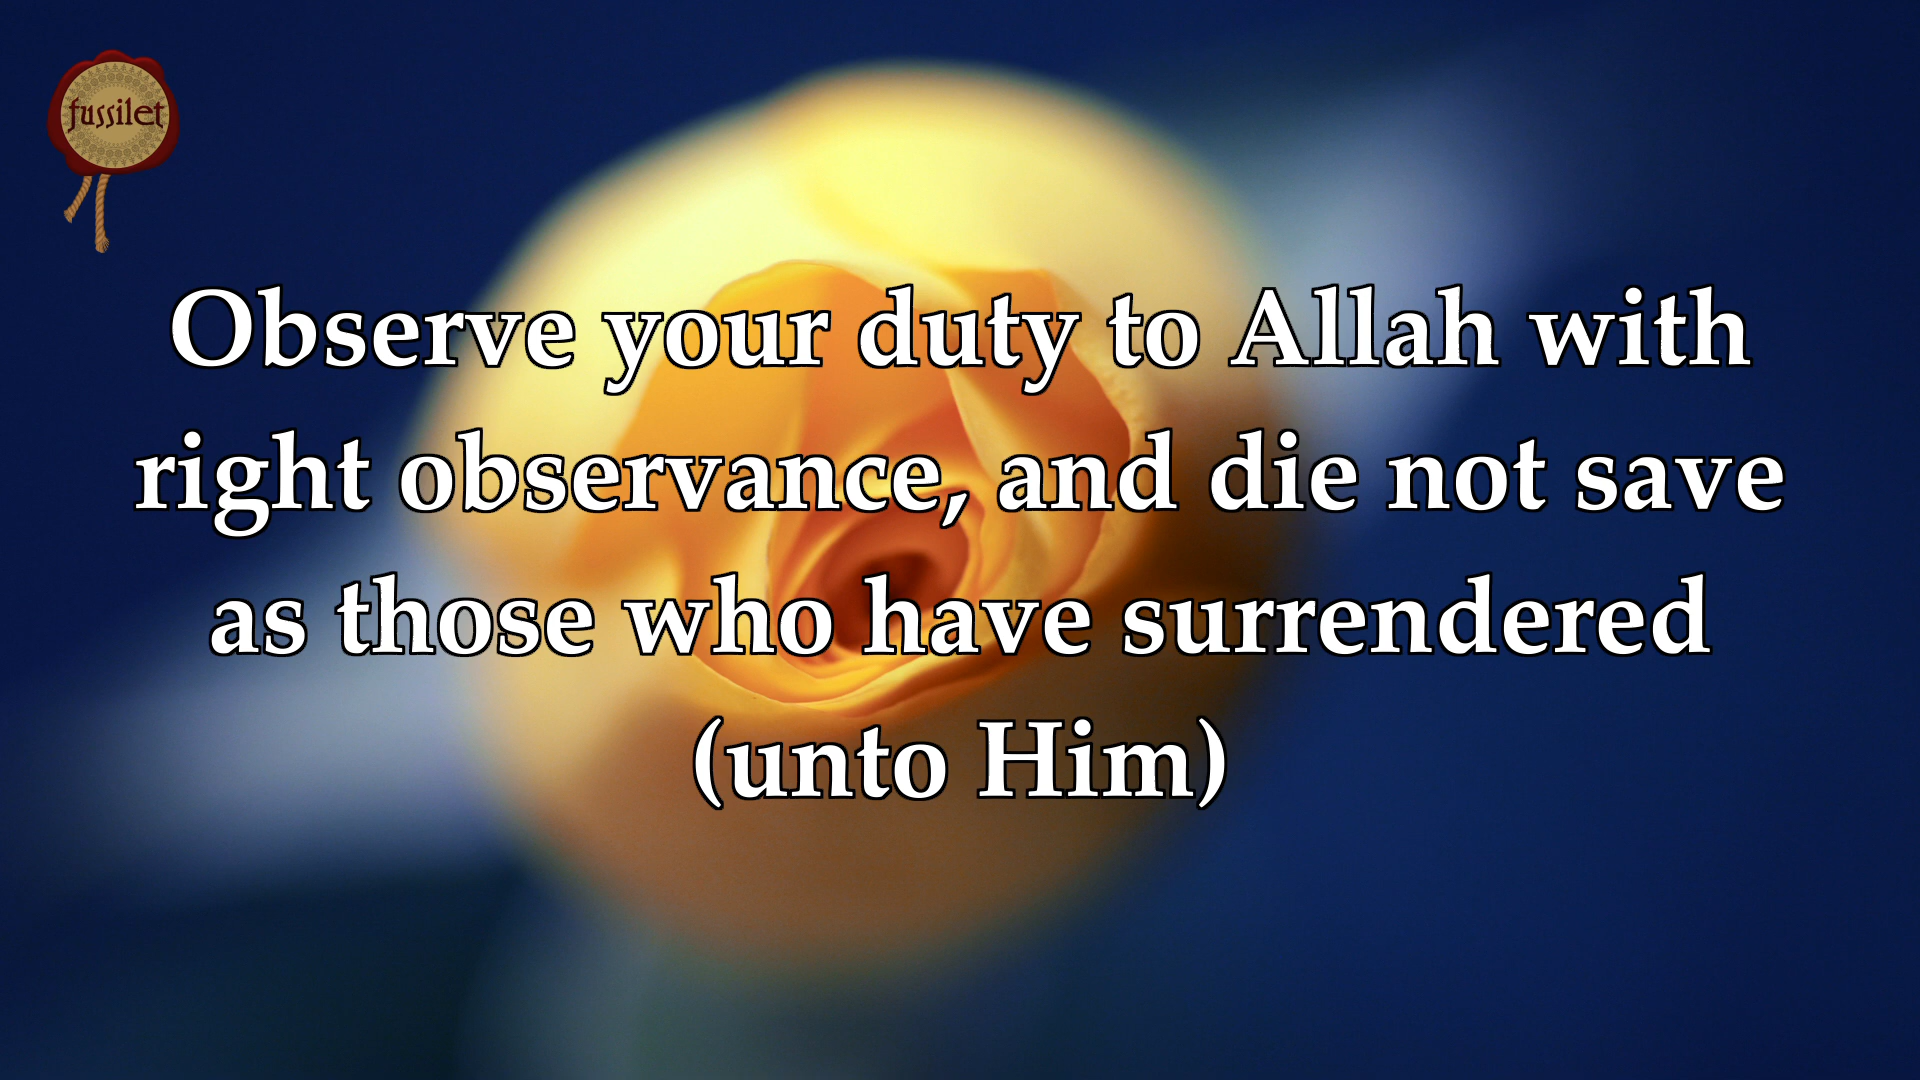 fussilet
Observe your duty to Allah with
right observance, and die not save
as those who have surrendered
(unto Him)